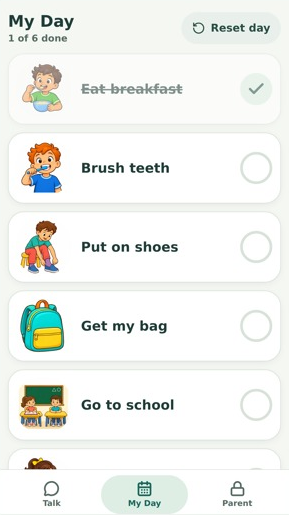 My Day
1 of 6 done
Reset day
Eat breakfast
Brush teeth
Put on shoes
Get my bag
Go to school
Talk
My Day
Parent